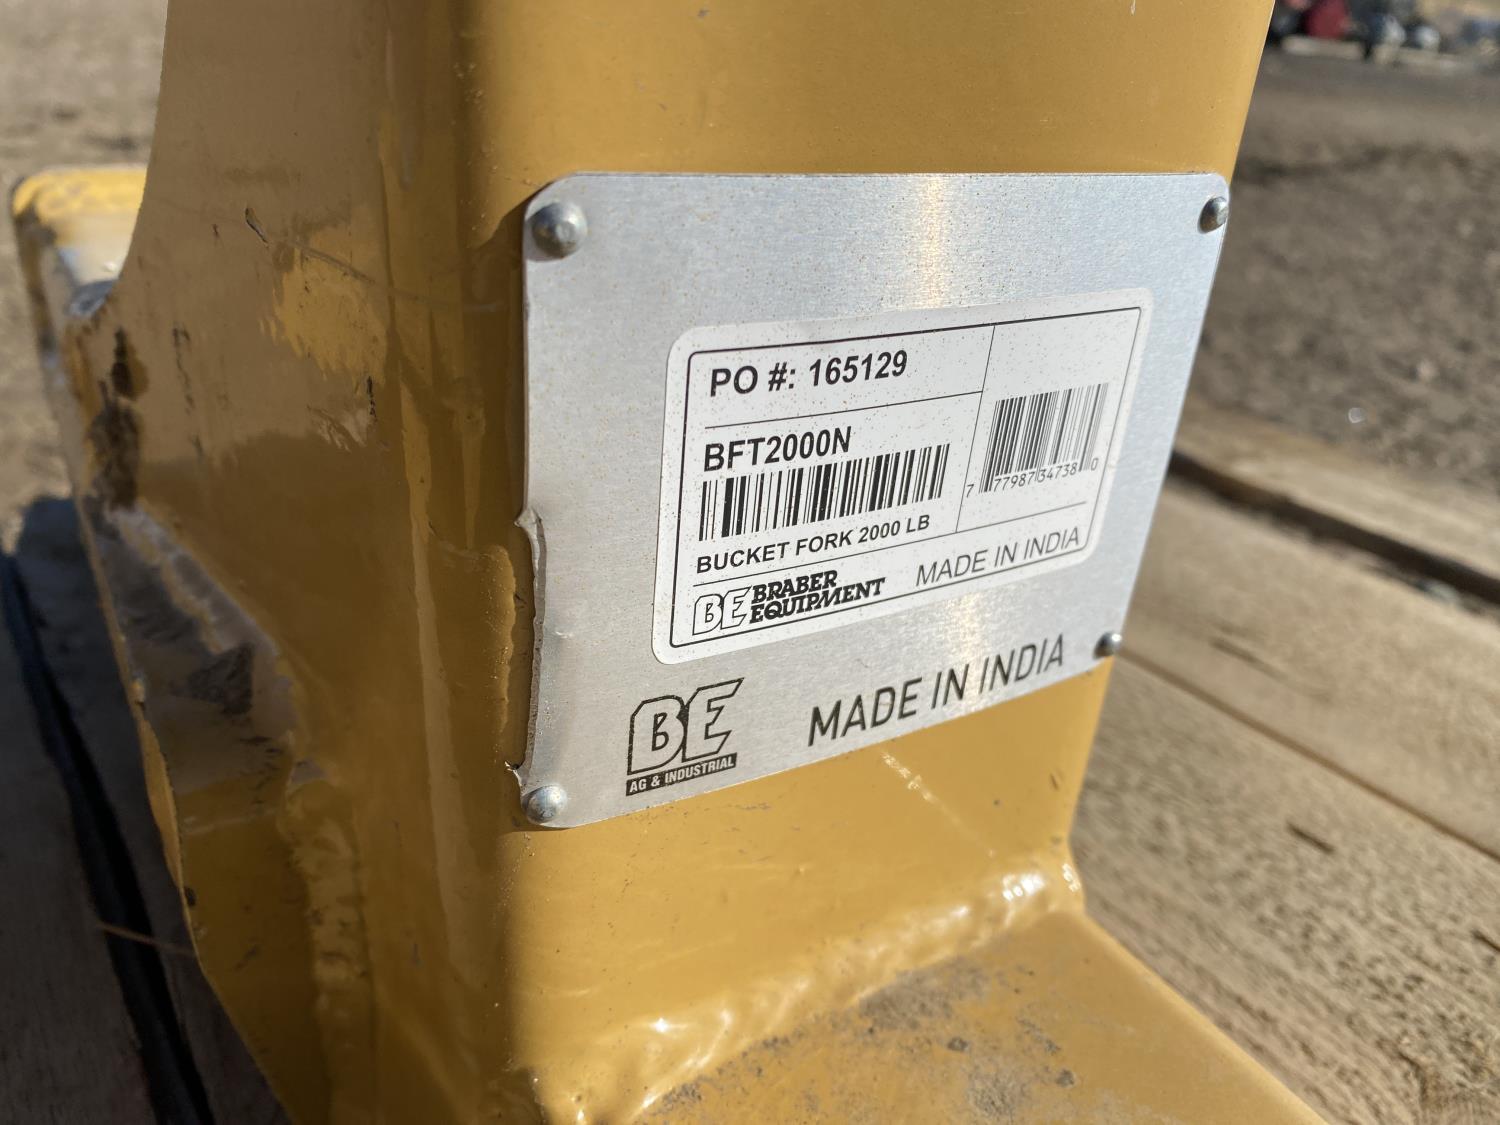 PO #: 165129
BFT2000N
BUCKET FORK 2000 LB
7 77987 34738 0
BE BRABER EQUIPMENT
MADE IN INDIA
BE
AG & INDUSTRIAL
MADE IN INDIA